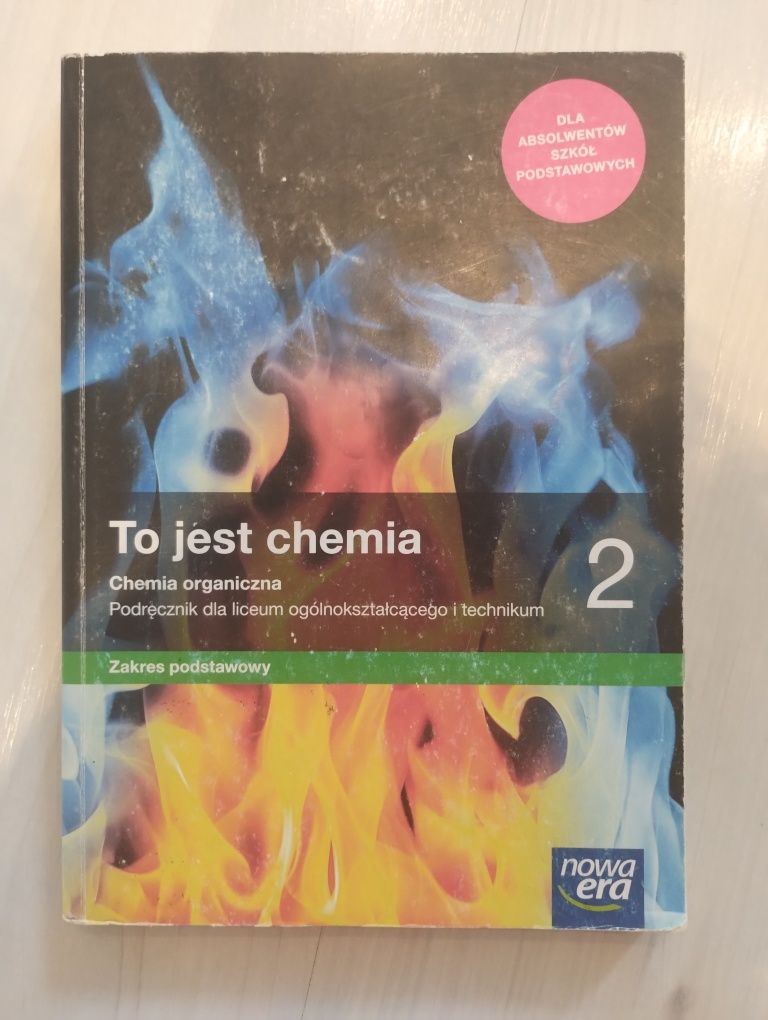 DLA
ABSOLWENTÓW
SZKÓŁ
PODSTAWOWYCH
To jest chemia
2
Chemia organiczna
Podręcznik dla liceum ogólnokształcącego i technikum
Zakres podstawowy
nowa
era